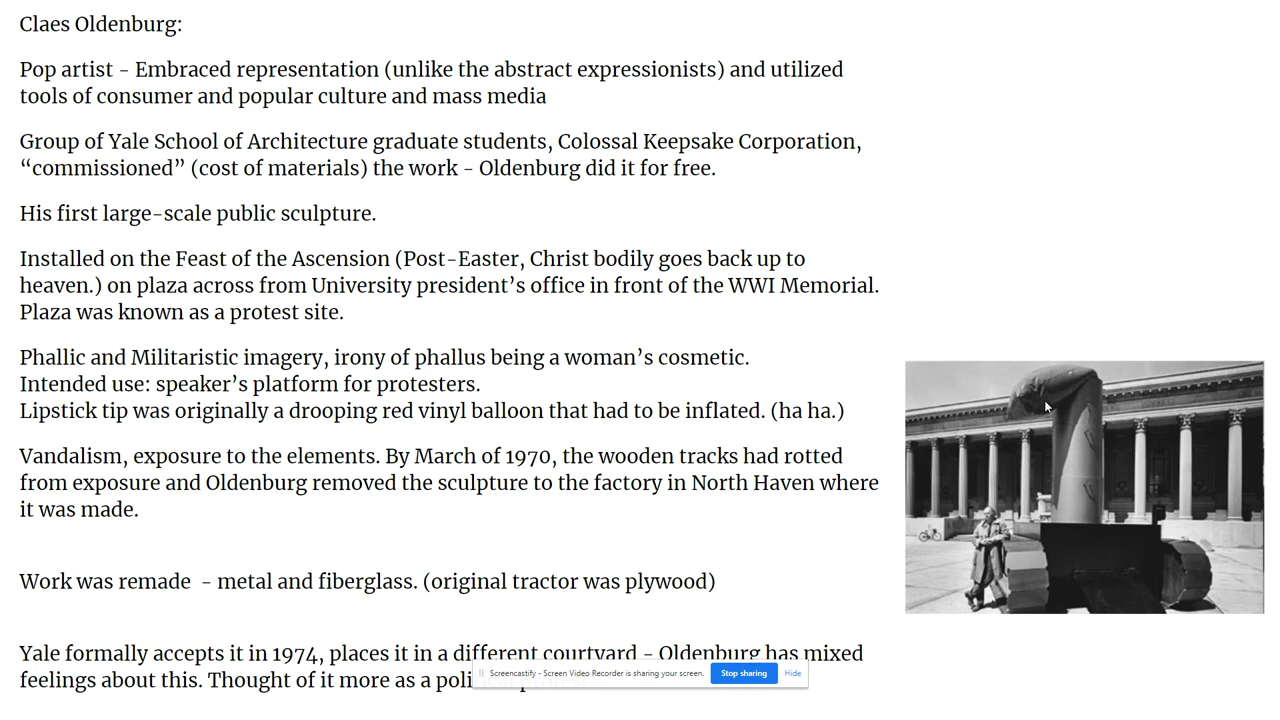 Claes Oldenburg:
Pop artist - Embraced representation (unlike the abstract expressionists) and utilized
tools of consumer and popular culture and mass media
Group of Yale School of Architecture graduate students, Colossal Keepsake Corporation,
“commissioned” (cost of materials) the work - Oldenburg did it for free.
His first large-scale public sculpture.
Installed on the Feast of the Ascension (Post-Easter, Christ bodily goes back up to
heaven.) on plaza across from University president’s office in front of the WWI Memorial.
Plaza was known as a protest site.
Phallic and Militaristic imagery, irony of phallus being a woman’s cosmetic.
Intended use: speaker’s platform for protesters.
Lipstick tip was originally a drooping red vinyl balloon that had to be inflated. (ha ha.)
Vandalism, exposure to the elements. By March of 1970, the wooden tracks had rotted
from exposure and Oldenburg removed the sculpture to the factory in North Haven where
it was made.
Work was remade - metal and fiberglass. (original tractor was plywood)
Yale formally accepts it in 1974, places it in a different courtyard - Oldenburg has mixed
feelings about this. Thought of it more as a
Screencastify - Screen Video Recorder is sharing your screen. Stop sharing Hide